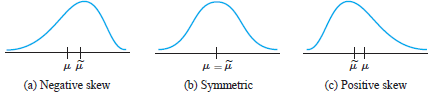 μ μ̃
μ = μ̃
μ̃ μ
(a) Negative skew
(b) Symmetric
(c) Positive skew